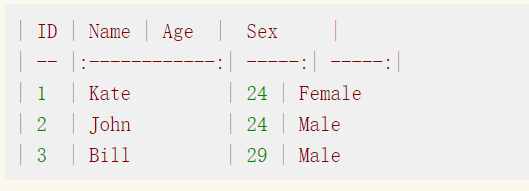 | ID | Name | Age  |  Sex    |
| -- |:------------:| -----:| -----:|
| 1  | Kate        | 24 | Female
| 2  | John        | 24 | Male
| 3  | Bill        | 29 | Male